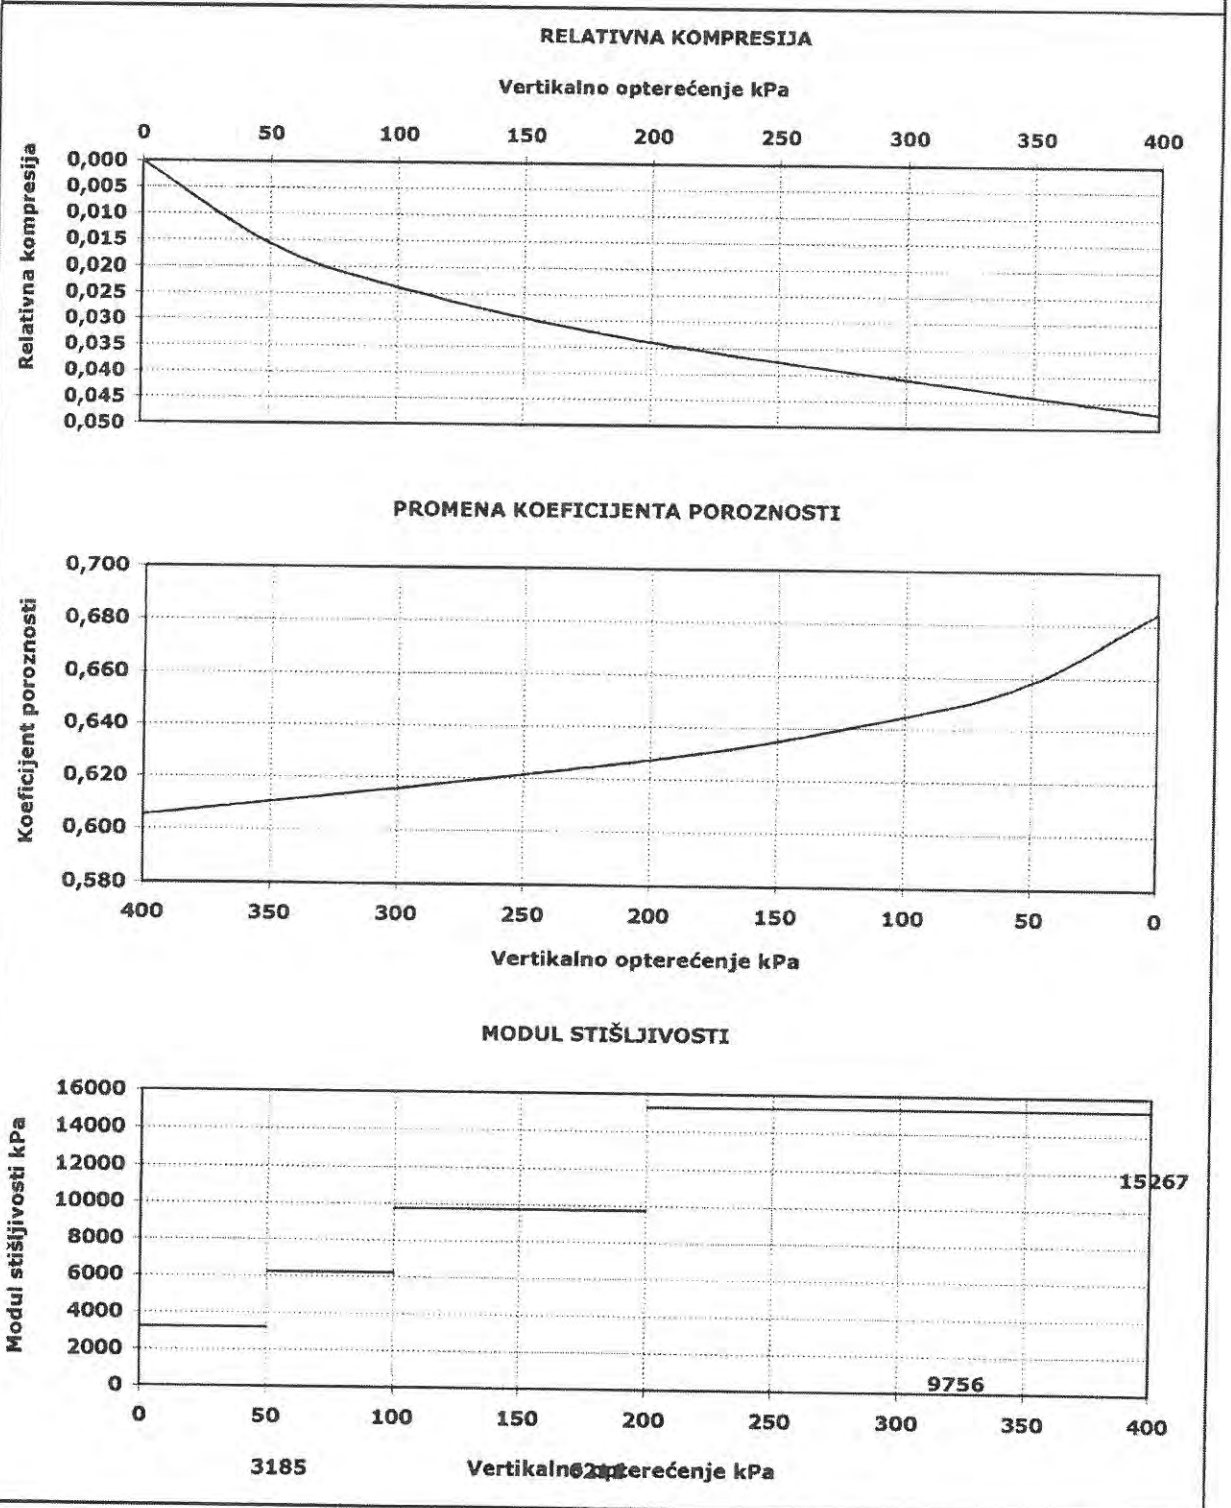 RELATIVNA KOMPRESIJA
Vertikalno opterećenje kPa
0 50 100 150 200 250 300 350 400
Relativna kompresija
0,000
0,005
0,010
0,015
0,020
0,025
0,030
0,035
0,040
0,045
0,050
PROMENA KOEFICIJENTA POROZNOSTI
Koeficijent poroznosti
0,700
0,680
0,660
0,640
0,620
0,600
0,580
400 350 300 250 200 150 100 50 0
Vertikalno opterećenje kPa
MODUL STIŠLJIVOSTI
Modul stišljivosti kPa
16000
14000
12000
10000
8000
6000
4000
2000
0
15267
9756
0 50 100 150 200 250 300 350 400
3185
Vertikalno opterećenje kPa